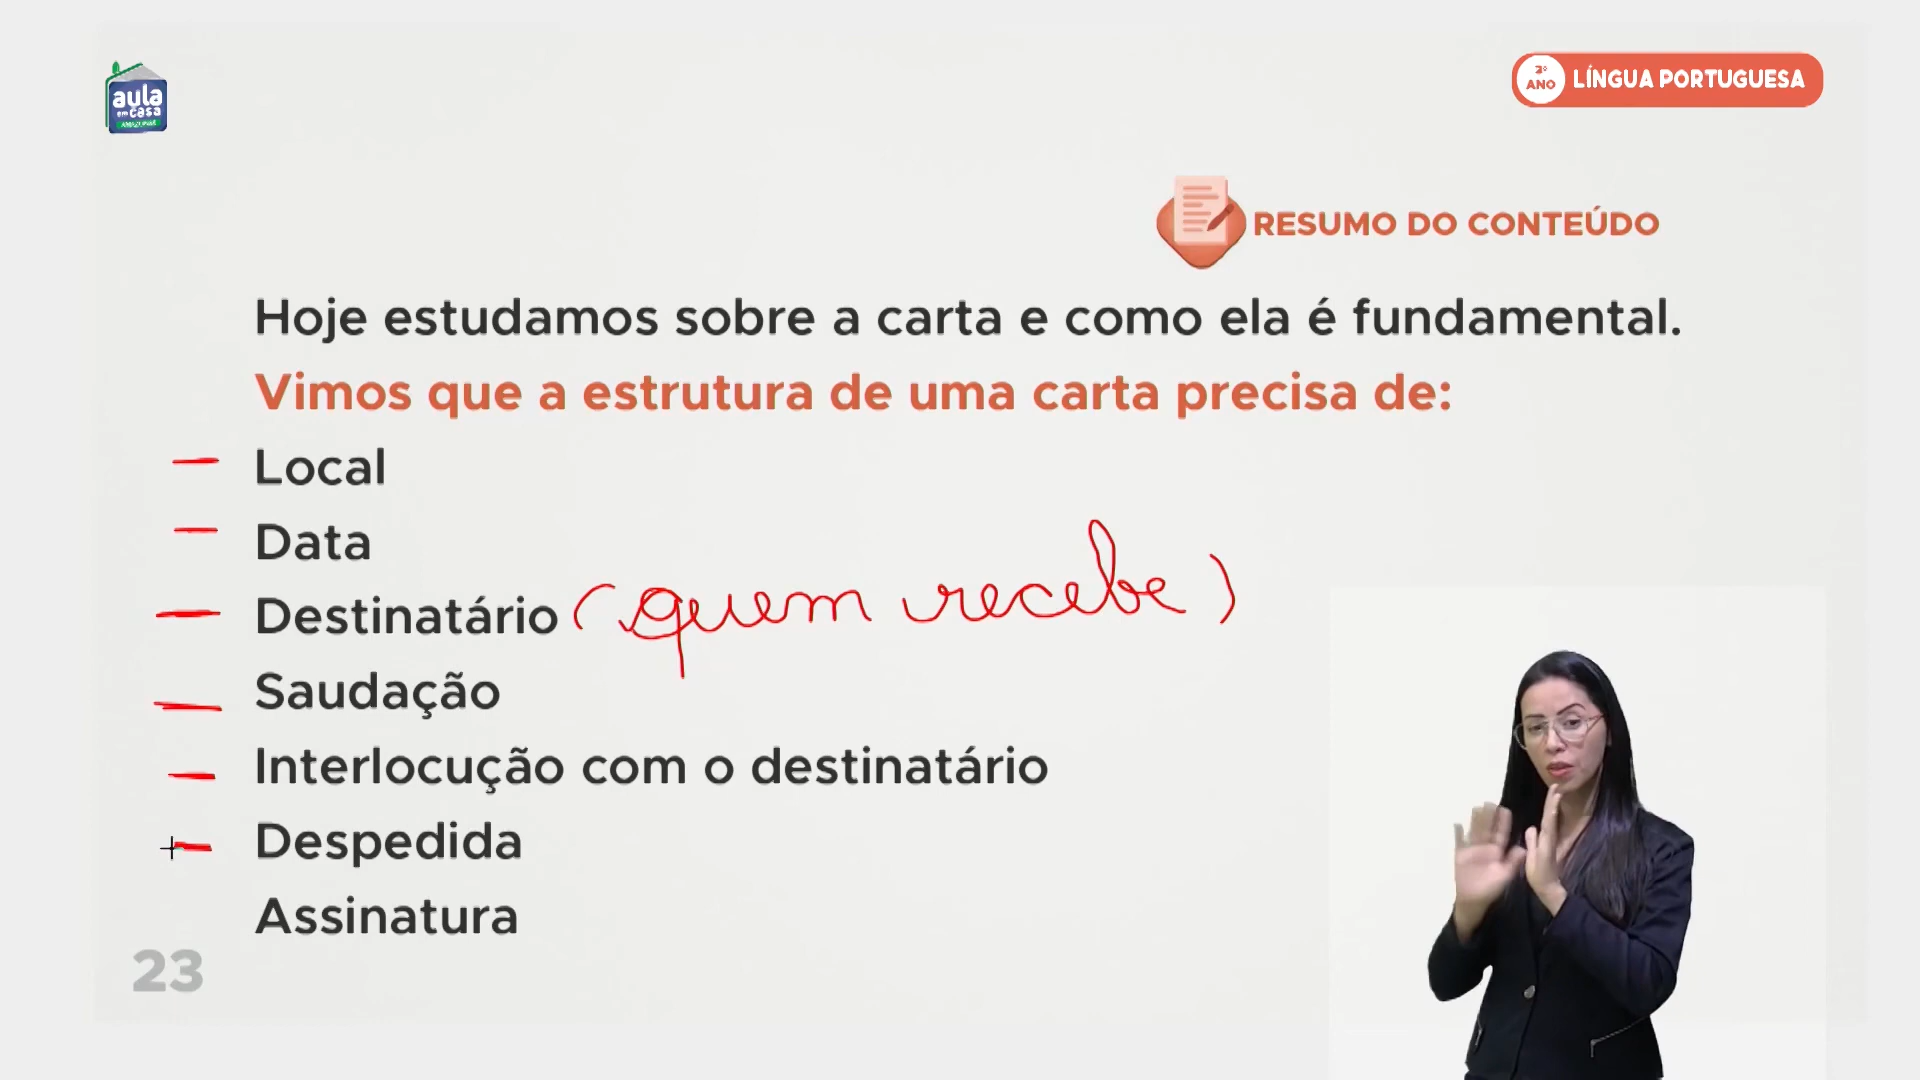 aula
em casa
2º
ANO
LÍNGUA PORTUGUESA
RESUMO DO CONTEÚDO
Hoje estudamos sobre a carta e como ela é fundamental.
Vimos que a estrutura de uma carta precisa de:
Local
Data
Destinatário (quem recebe)
Saudação
Interlocução com o destinatário
Despedida
Assinatura
23